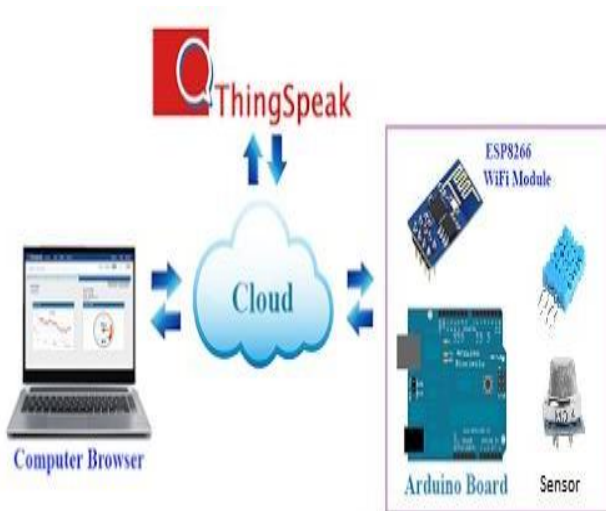 ThingSpeak
ESP8266
WiFi Module
Cloud
Computer Browser
Arduino Board
Sensor